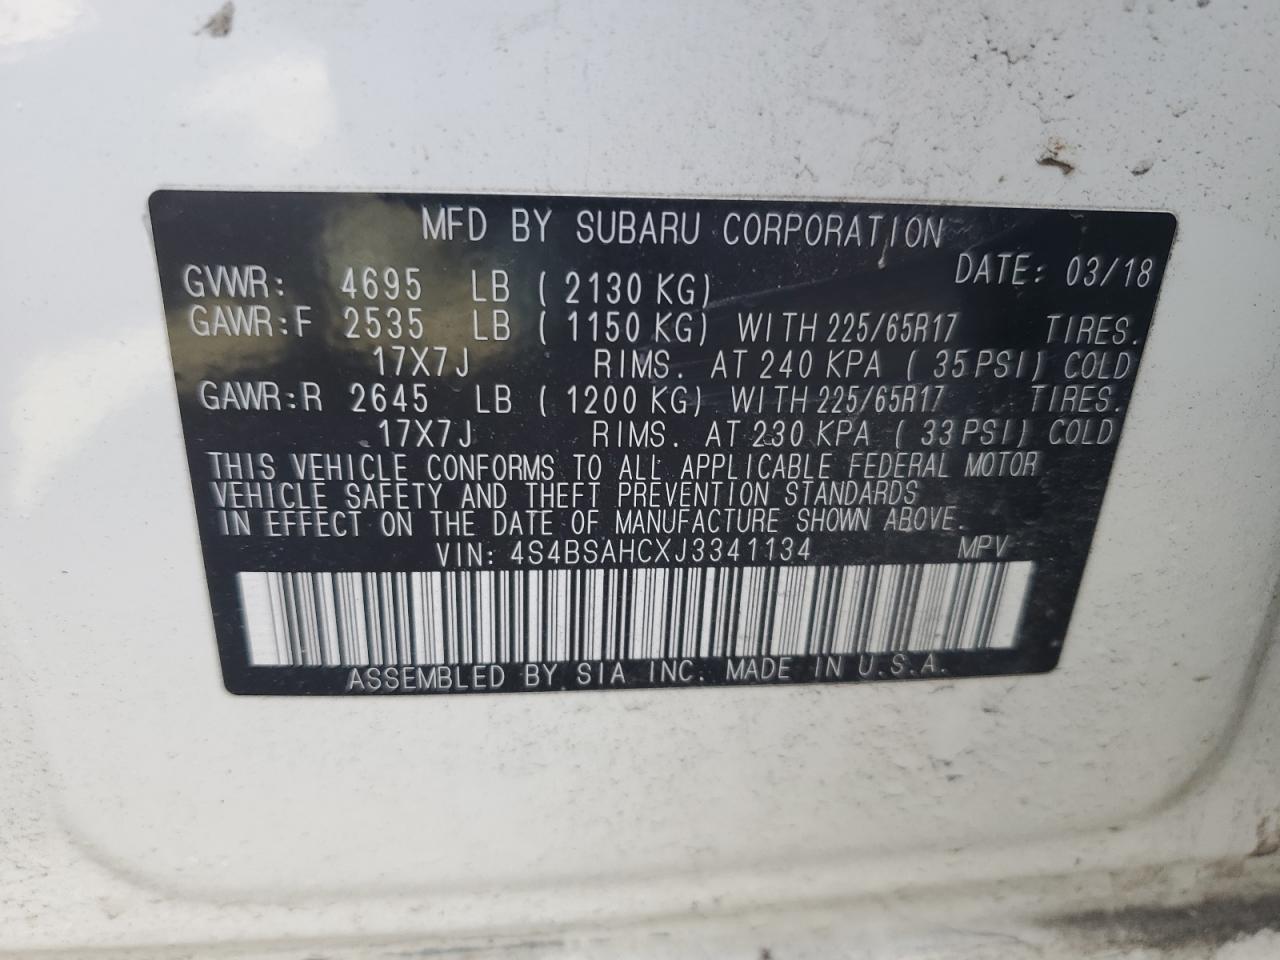 MFD BY SUBARU CORPORATION
DATE: 03/18
GVWR: 4695 LB ( 2130 KG)
GAWR:F 2535 LB ( 1150 KG) WITH 225/65R17 TIRES.
17X7J RIMS. AT 240 KPA ( 35 PSI) COLD
GAWR:R 2645 LB ( 1200 KG) WITH 225/65R17 TIRES.
17X7J RIMS. AT 230 KPA ( 33 PSI) COLD
THIS VEHICLE CONFORMS TO ALL APPLICABLE FEDERAL MOTOR
VEHICLE SAFETY AND THEFT PREVENTION STANDARDS
IN EFFECT ON THE DATE OF MANUFACTURE SHOWN ABOVE.
VIN: 4S4BSAHCXJ3341134 MPV
ASSEMBLED BY SIA INC. MADE IN U.S.A.